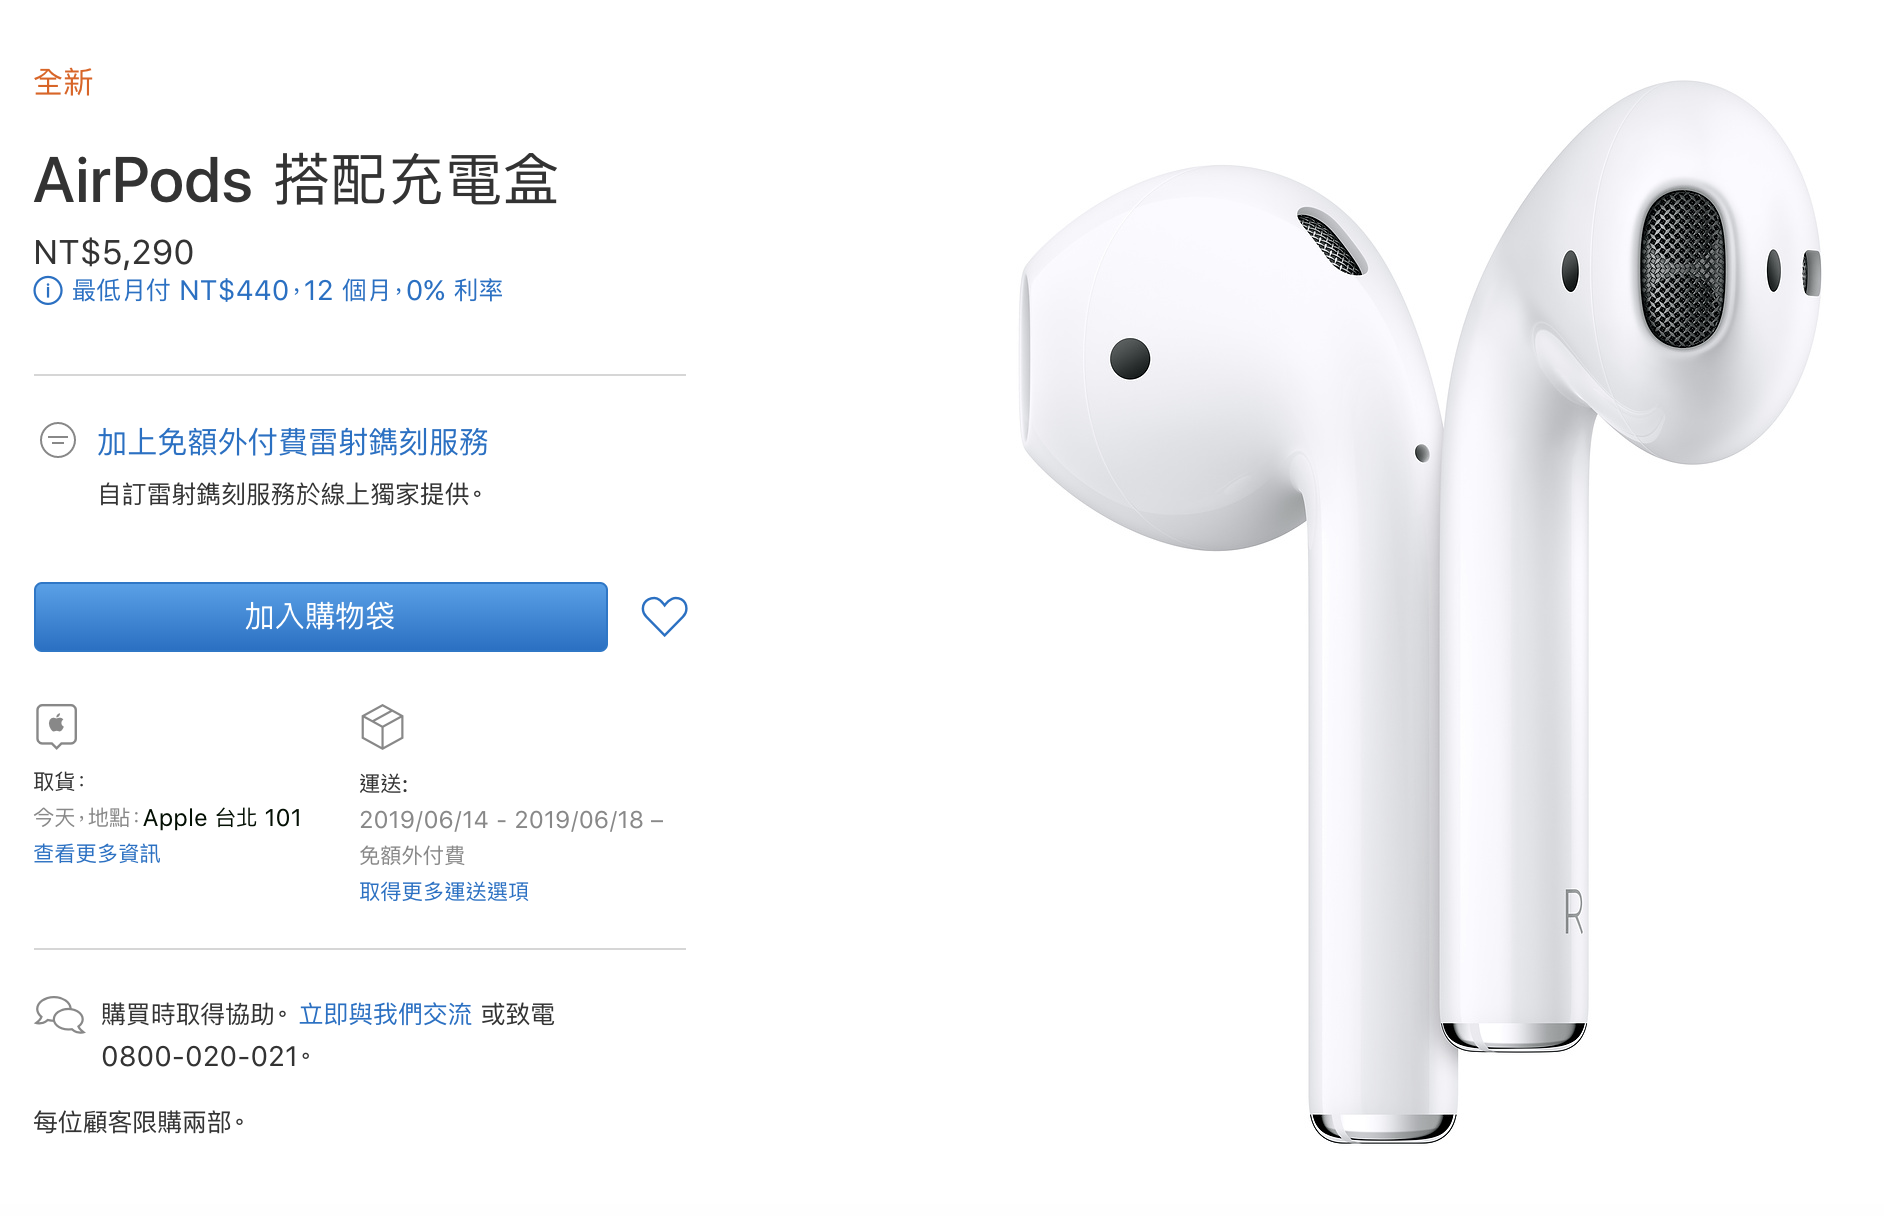 全新
AirPods 搭配充電盒
NT$5,290
最低月付 NT$440，12 個月，0% 利率
加上免額外付費雷射鐫刻服務
自訂雷射鐫刻服務於線上獨家提供。
加入購物袋
取貨：
今天，地點：Apple 台北 101
查看更多資訊
運送:
2019/06/14 - 2019/06/18 –
免額外付費
取得更多運送選項
購買時取得協助。立即與我們交流 或致電
0800-020-021。
每位顧客限購兩部。
R